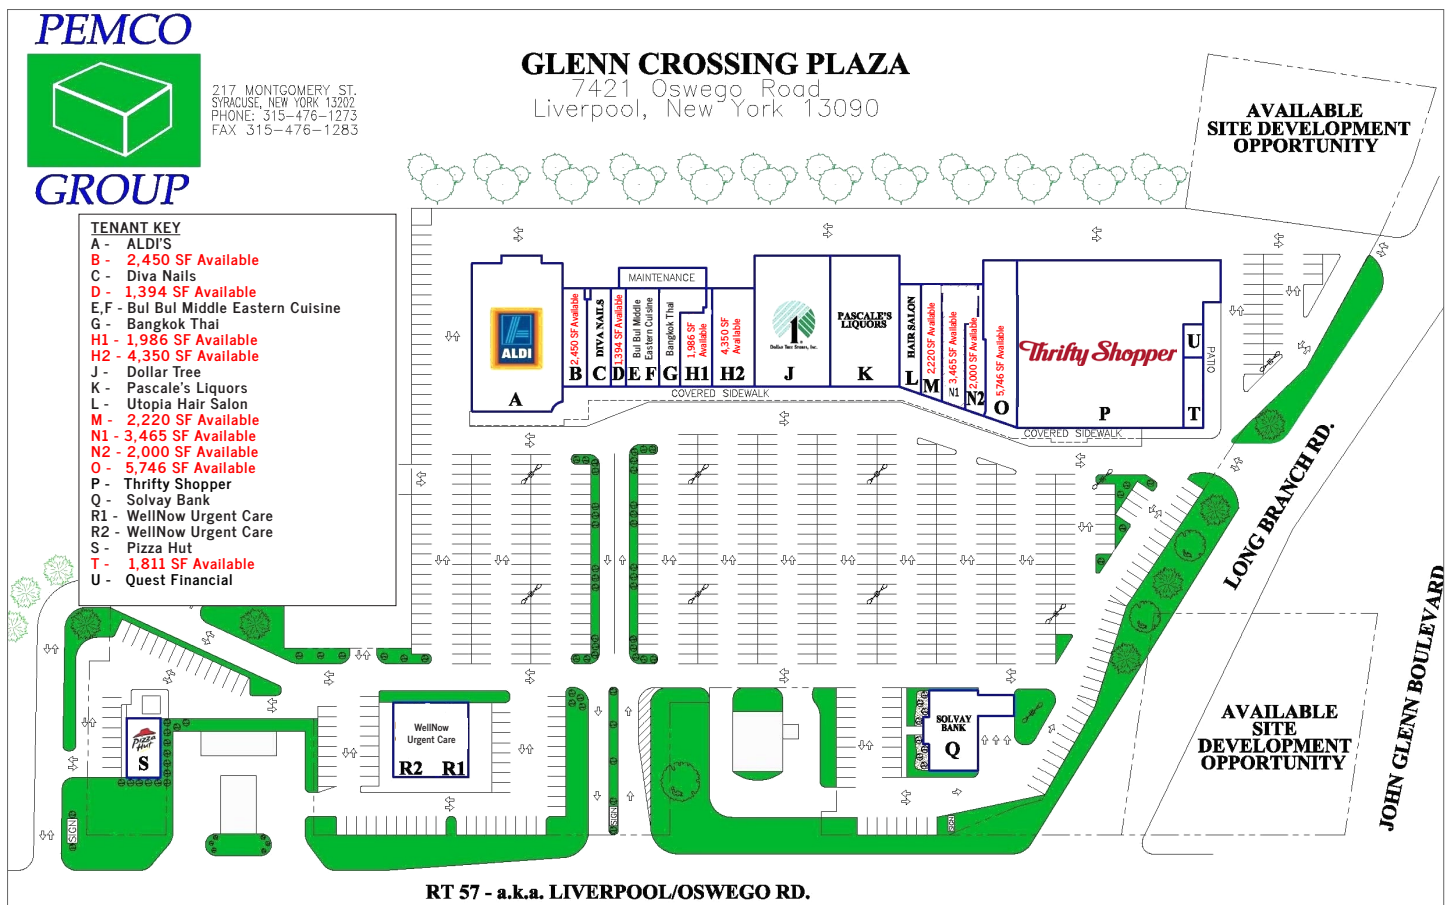 PEMCO
GROUP
217 MONTGOMERY ST.
SYRACUSE, NEW YORK 13202
PHONE: 315-476-1273
FAX 315-476-1283
GLENN CROSSING PLAZA
7421 Oswego Road
Liverpool, New York 13090
AVAILABLE
SITE DEVELOPMENT
OPPORTUNITY
TENANT KEY
A - ALDI'S
B - 2,450 SF Available
C - Diva Nails
D - 1,394 SF Available
E,F - Bul Bul Middle Eastern Cuisine
G - Bangkok Thai
H1 - 1,986 SF Available
H2 - 4,350 SF Available
J - Dollar Tree
K - Pascale's Liquors
L - Utopia Hair Salon
M - 2,220 SF Available
N1 - 3,465 SF Available
N2 - 2,000 SF Available
O - 5,746 SF Available
P - Thrifty Shopper
Q - Solvay Bank
R1 - WellNow Urgent Care
R2 - WellNow Urgent Care
S - Pizza Hut
T - 1,811 SF Available
U - Quest Financial
MAINTENANCE
ALDI
A
2,450 SF Available
B
DIVA NAILS
C
1394 SF Available
D
Bul Bul Middle
Eastern Cuisine
E F
Bangkok Thai
G
1,986 SF
Available
H1
4,350 SF
Available
H2
1
Dollar Tree Stores, Inc.
J
PASCALE'S
LIQUORS
K
HAIR SALON
L
2,220 SF Available
M
3,465 SF Available
N1
2,000 SF Available
N2
5,746 SF Available
O
Thrifty Shopper
P
U
T
PATIO
COVERED SIDEWALK
COVERED SIDEWALK
LONG BRANCH RD.
JOHN GLENN BOULEVARD
AVAILABLE
SITE
DEVELOPMENT
OPPORTUNITY
Pizza
Hut
S
WellNow
Urgent Care
R2 R1
SOLVAY
BANK
Q
SIGN
SIGN
SIGN
RT 57 - a.k.a. LIVERPOOL/OSWEGO RD.